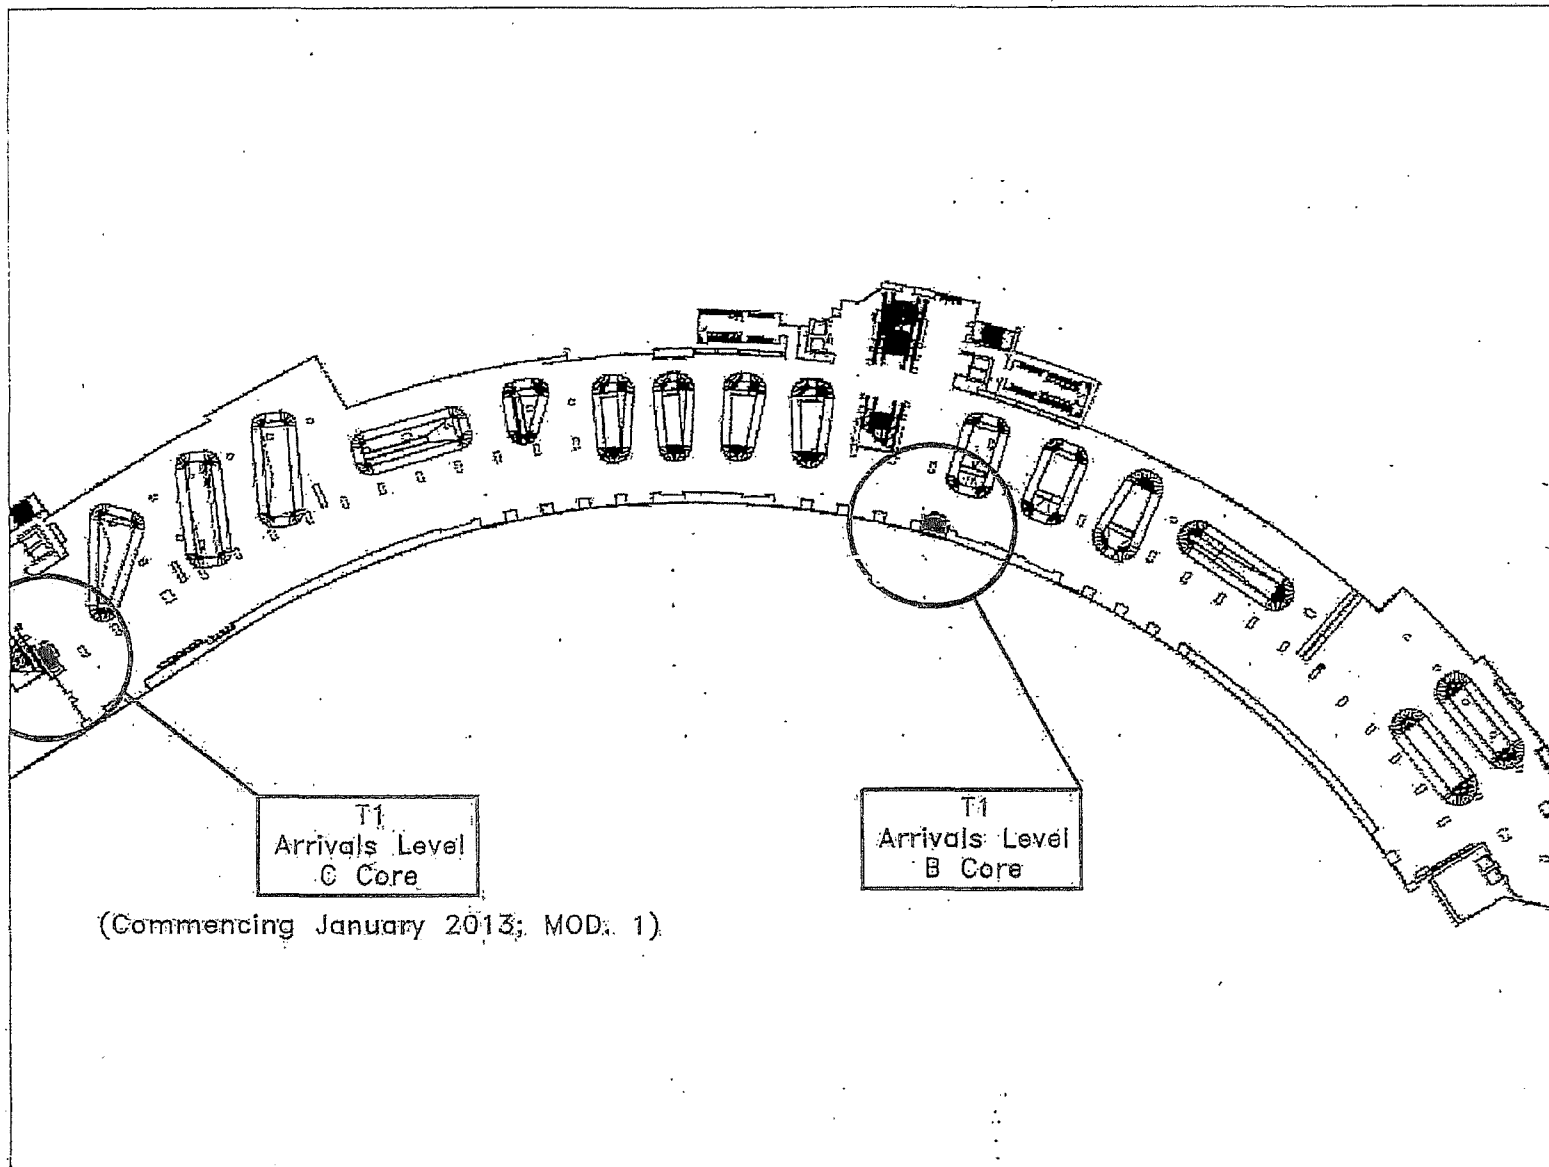 T1
Arrivals Level
C Core
(Commencing January 2013; MOD. 1)
T1
Arrivals Level
B Core